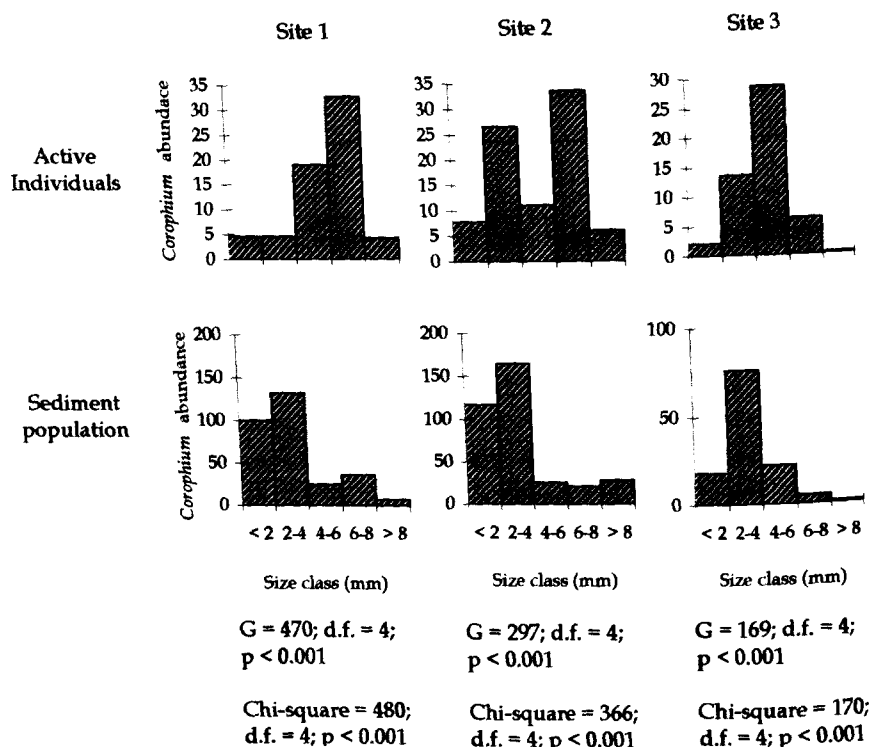 Site 1
Site 2
Site 3
Active
Individuals
Corophium abundace
35
30
25
20
15
10
5
0
35
30
25
20
15
10
5
0
30
25
20
15
10
5
0
Sediment
population
Corophium abundance
200
150
100
50
0
200
150
100
50
0
100
50
0
< 2 2-4 4-6 6-8 > 8
< 2 2-4 4-6 6-8 > 8
< 2 2-4 4-6 6-8 > 8
Size class (mm)
Size class (mm)
Size class (mm)
G = 470; d.f. = 4;
p < 0.001
G = 297; d.f. = 4;
p < 0.001
G = 169; d.f. = 4;
p < 0.001
Chi-square = 480;
d.f. = 4; p < 0.001
Chi-square = 366;
d.f. = 4; p < 0.001
Chi-square = 170;
d.f. = 4; p < 0.001